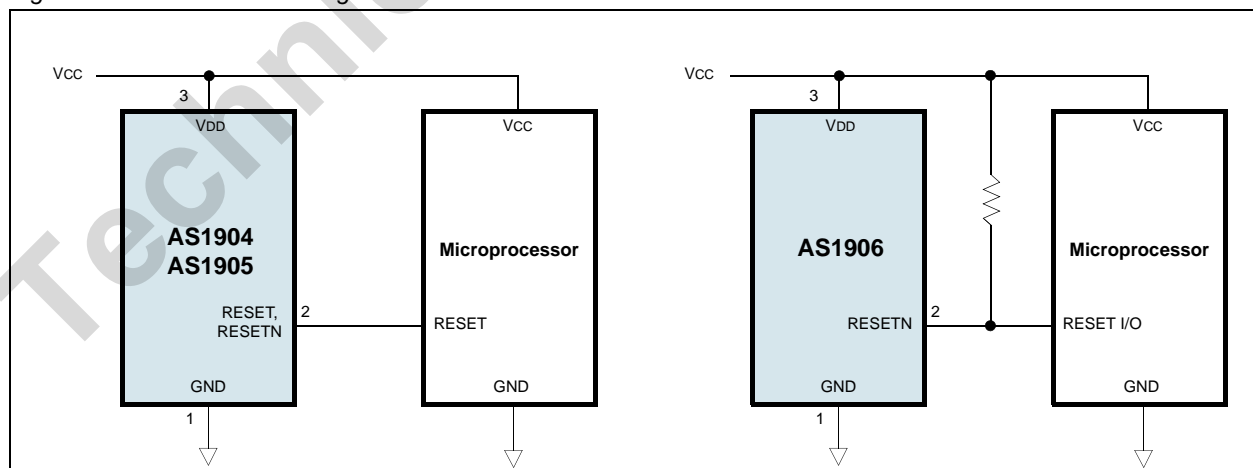 Techni
VCC
3
VDD
VCC
AS1904
AS1905
Microprocessor
RESET,
RESETN
2
RESET
GND
GND
1
VCC
3
VDD
VCC
AS1906
Microprocessor
RESETN
2
RESET I/O
GND
GND
1